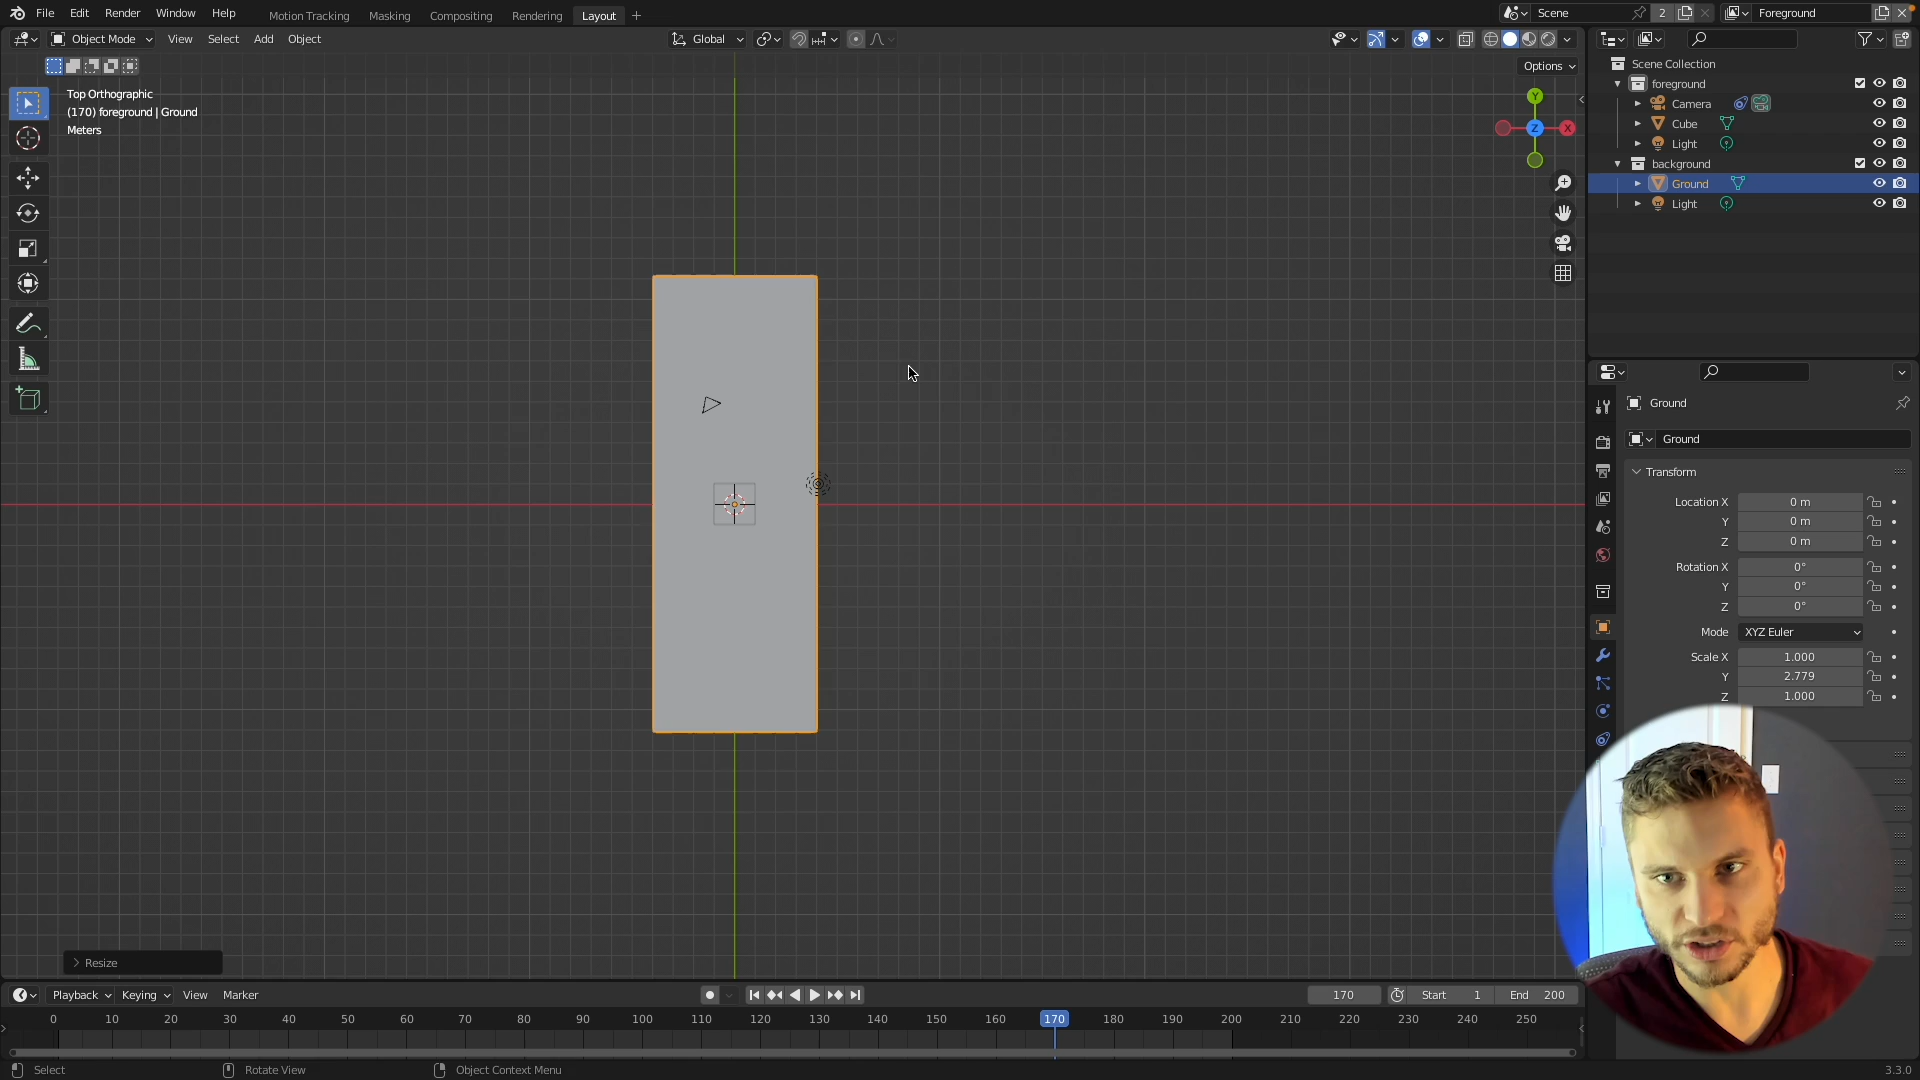 File Edit Render Window Help Motion Tracking Masking Compositing Rendering Layout Scene 2 Foreground
Object Mode View Select Add Object Global
Options
Top Orthographic
(170) foreground | Ground
Meters
Y
Z X
Scene Collection
foreground
Camera
Cube
Light
background
Ground
Light
Ground
Ground
Transform
Location X 0 m
Y 0 m
Z 0 m
Rotation X 0°
Y 0°
Z 0°
Mode XYZ Euler
Scale X 1.000
Y 2.779
Z 1.000
Resize
Playback Keying View Marker 170 Start 1 End 200
0 10 20 30 40 50 60 70 80 90 100 110 120 130 140 150 160 170 180 190 200 210 220 230 240 250
Select Rotate View Object Context Menu 3.3.0